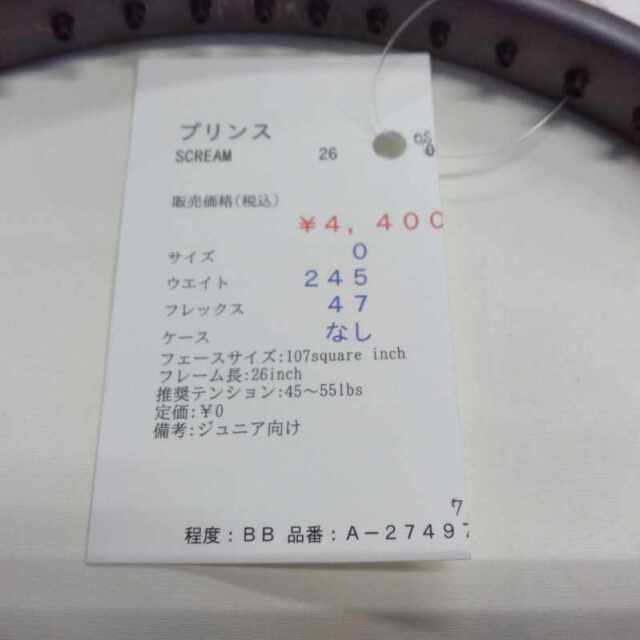 プリンス
SCREAM 26 OS
0
販売価格(税込)
¥4,400
サイズ 0
ウエイト 245
フレックス 47
ケース なし
フェースサイズ:107square inch
フレーム長:26inch
推奨テンション:45～55lbs
定価:¥0
備考:ジュニア向け
7
程度:BB 品番:A－27497